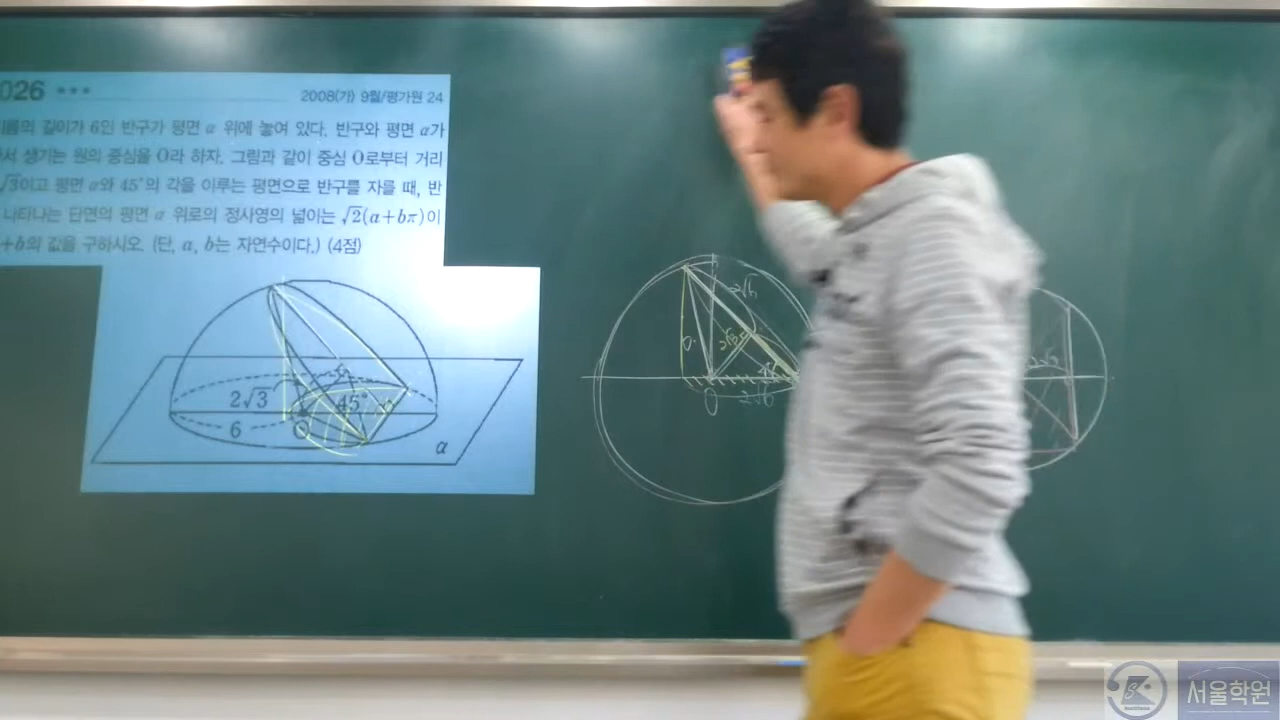 026 ***
2008(가) 9월/평가원 24
름의 길이가 6인 반구가 평면 α 위에 놓여 있다. 반구와 평면 α가
서 생기는 원의 중심을 O라 하자. 그림과 같이 중심 O로부터 거리
√3이고 평면 α와 45°의 각을 이루는 평면으로 반구를 자를 때, 반
나타나는 단면의 평면 α 위로의 정사영의 넓이는 √2(a+bπ)이
+b의 값을 구하시오. (단, a, b는 자연수이다.) (4점)
2√3
45°
6
O
α
2√6
O
2√6
2√3
서울학원